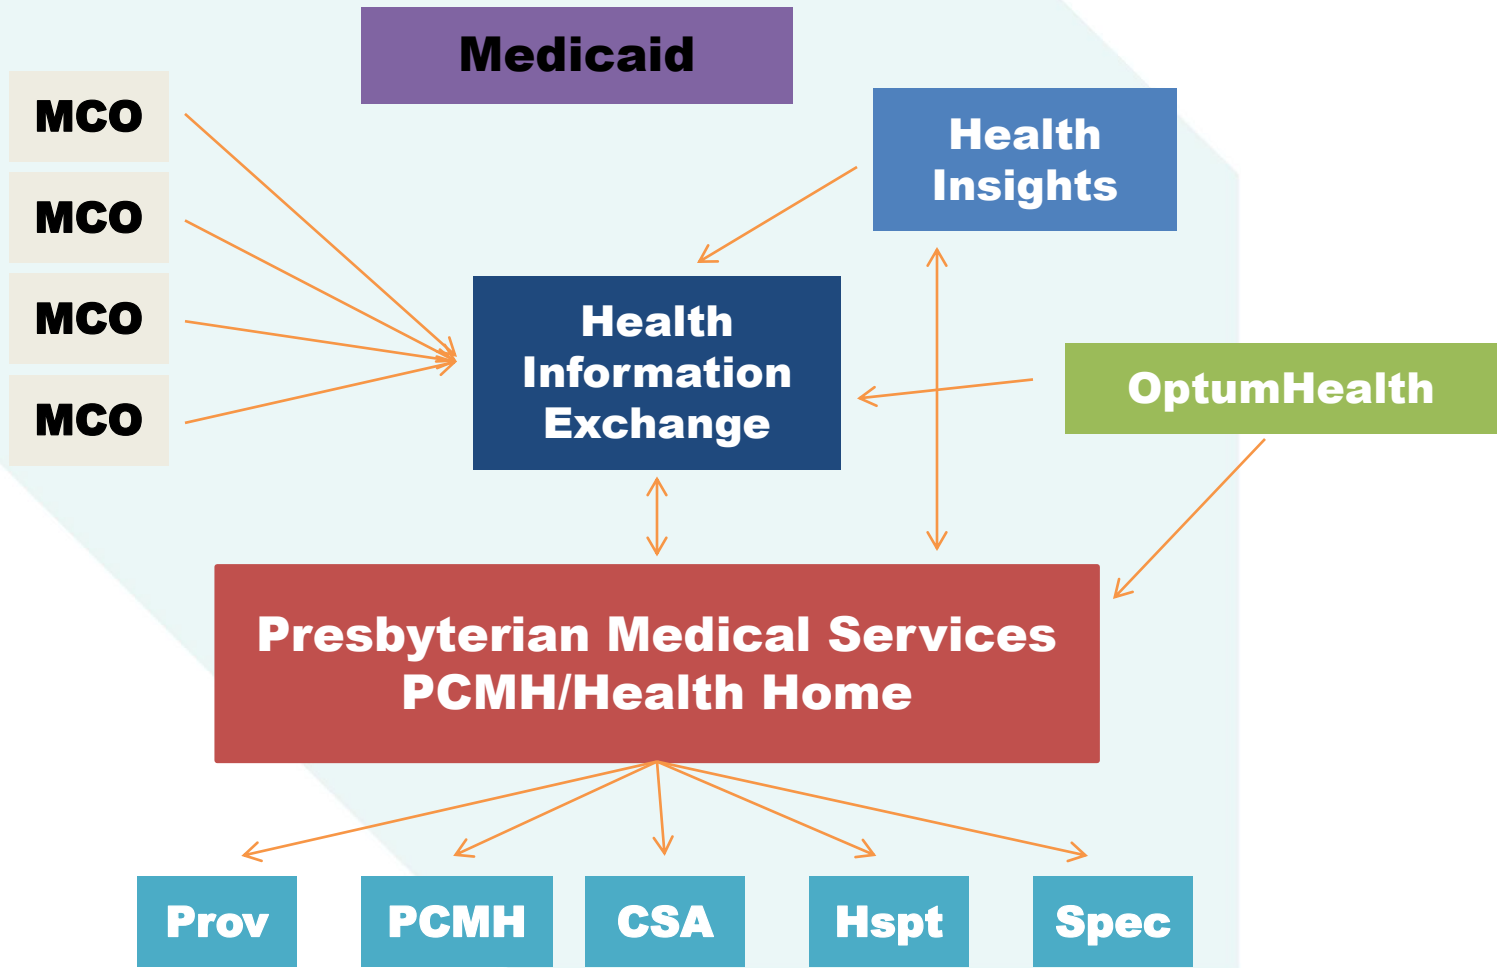 Medicaid
MCO
MCO
MCO
MCO
Health
Insights
Health
Information
Exchange
OptumHealth
Presbyterian Medical Services
PCMH/Health Home
Prov
PCMH
CSA
Hspt
Spec